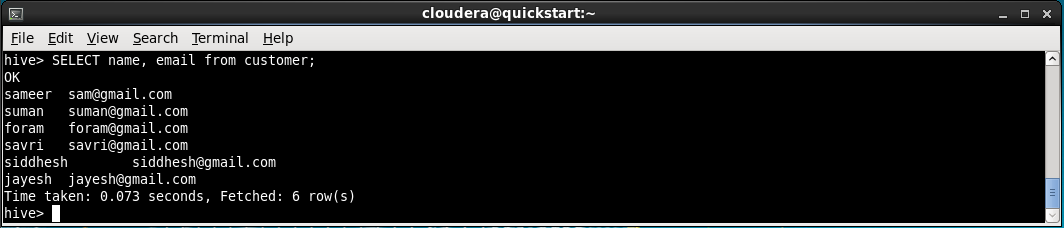 cloudera@quickstart:~
File Edit View Search Terminal Help
hive> SELECT name, email from customer;
OK
sameer  sam@gmail.com
suman   suman@gmail.com
foram   foram@gmail.com
savri   savri@gmail.com
siddhesh        siddhesh@gmail.com
jayesh  jayesh@gmail.com
Time taken: 0.073 seconds, Fetched: 6 row(s)
hive>